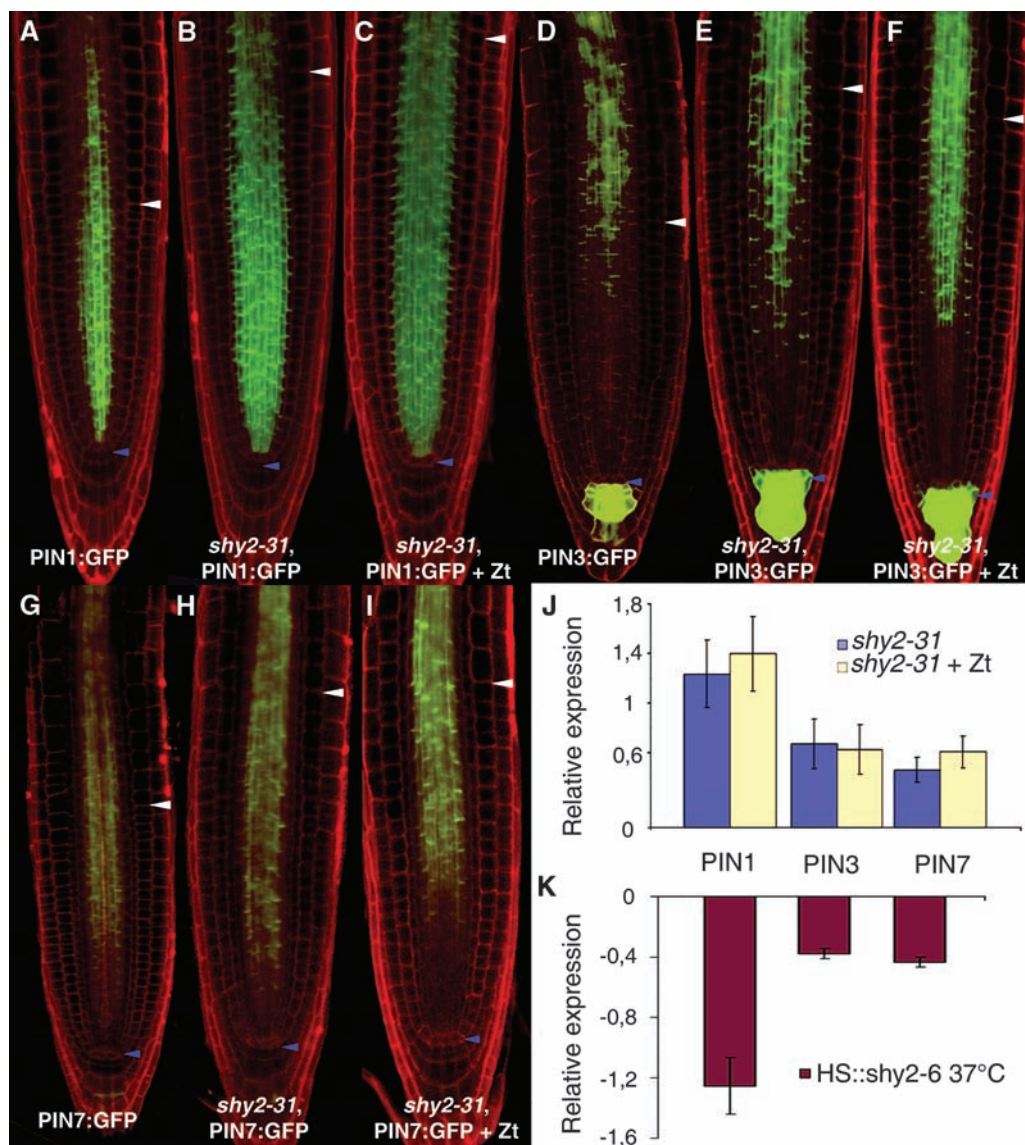 A B C D E F
PIN1:GFP
shy2-31,
PIN1:GFP
shy2-31,
PIN1:GFP + Zt
PIN3:GFP
shy2-31,
PIN3:GFP
shy2-31,
PIN3:GFP + Zt
G H I
PIN7:GFP
shy2-31,
PIN7:GFP
shy2-31,
PIN7:GFP + Zt
J
Relative expression
1,8
1,4
1
0,6
0
shy2-31
shy2-31 + Zt
PIN1 PIN3 PIN7
K
Relative expression
0
-0,4
-0,8
-1,2
-1,6
HS::shy2-6 37°C